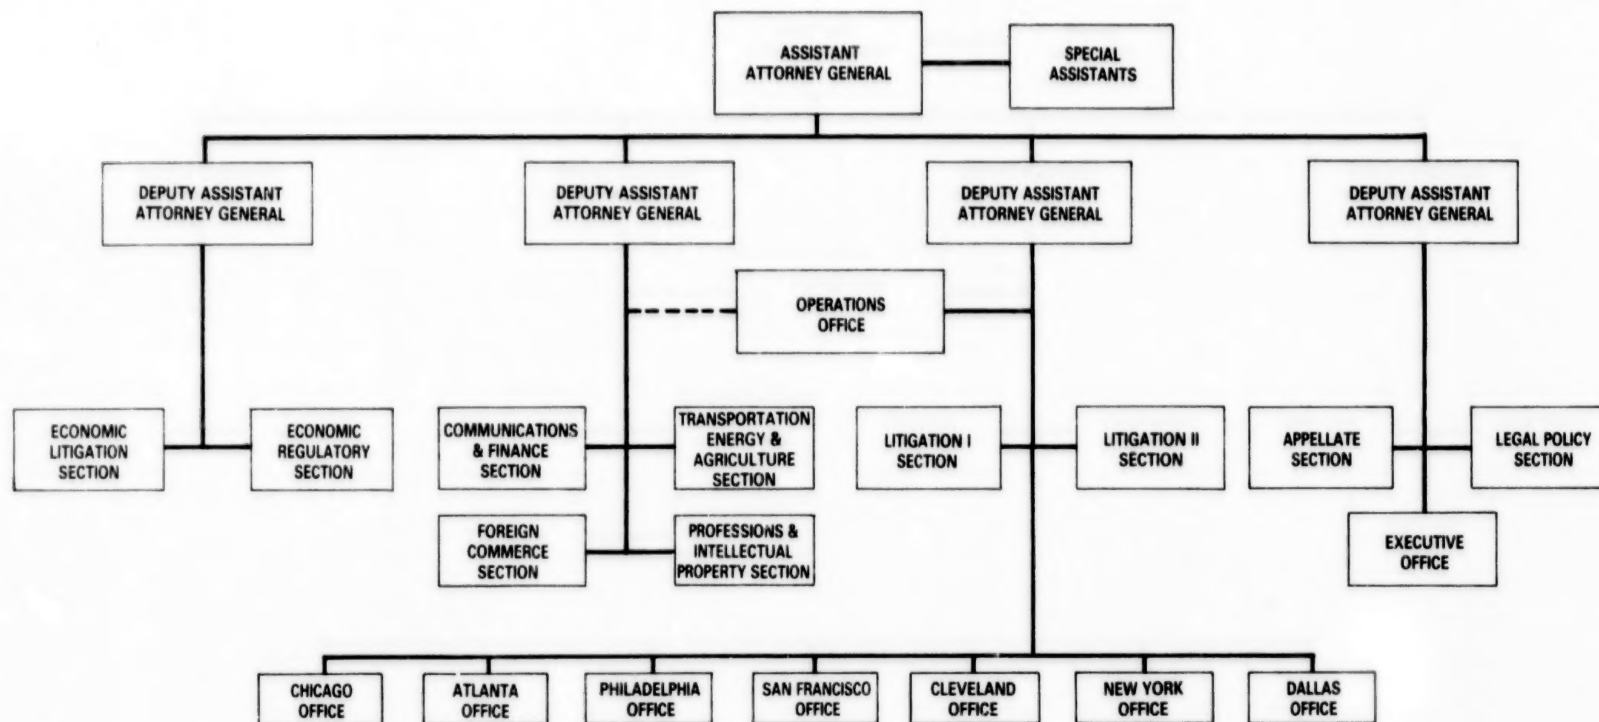 ASSISTANT
ATTORNEY GENERAL
SPECIAL
ASSISTANTS
DEPUTY ASSISTANT
ATTORNEY GENERAL
DEPUTY ASSISTANT
ATTORNEY GENERAL
DEPUTY ASSISTANT
ATTORNEY GENERAL
DEPUTY ASSISTANT
ATTORNEY GENERAL
OPERATIONS
OFFICE
ECONOMIC
LITIGATION
SECTION
ECONOMIC
REGULATORY
SECTION
COMMUNICATIONS
& FINANCE
SECTION
TRANSPORTATION
ENERGY &
AGRICULTURE
SECTION
LITIGATION I
SECTION
LITIGATION II
SECTION
APPELLATE
SECTION
LEGAL POLICY
SECTION
FOREIGN
COMMERCE
SECTION
PROFESSIONS &
INTELLECTUAL
PROPERTY SECTION
EXECUTIVE
OFFICE
CHICAGO
OFFICE
ATLANTA
OFFICE
PHILADELPHIA
OFFICE
SAN FRANCISCO
OFFICE
CLEVELAND
OFFICE
NEW YORK
OFFICE
DALLAS
OFFICE